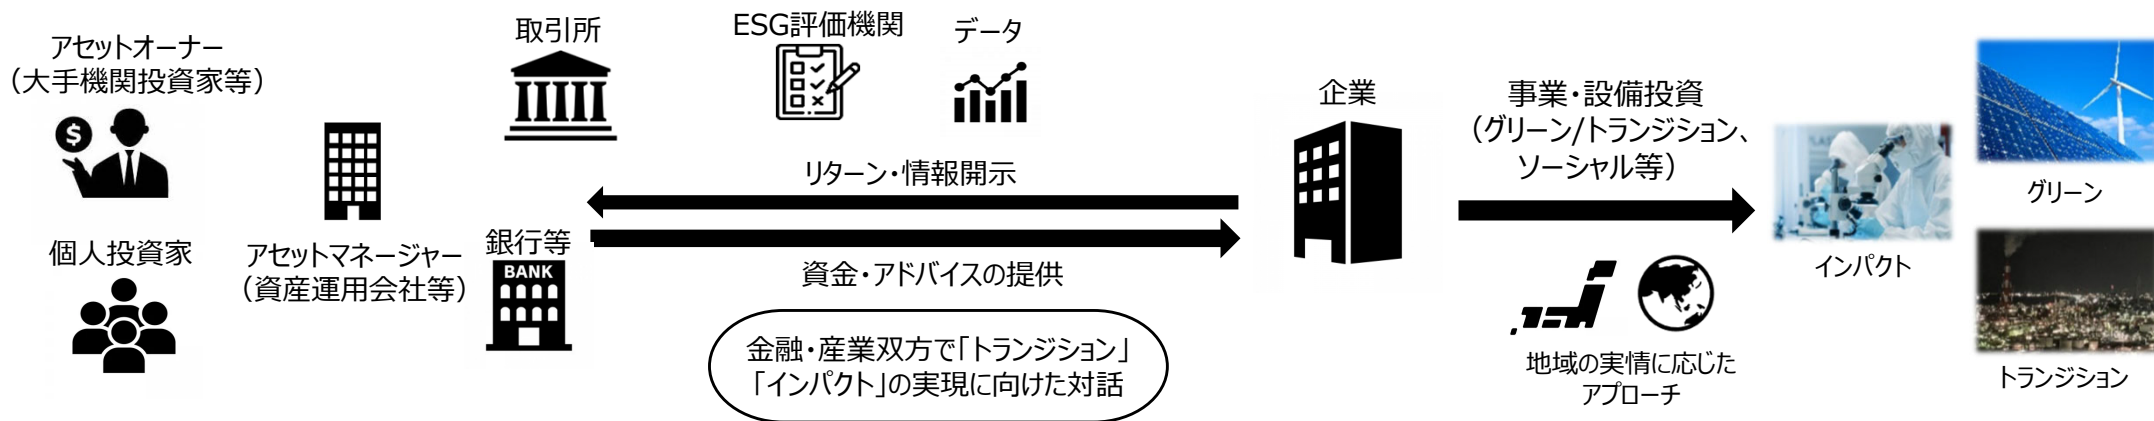 アセットオーナー
（大手機関投資家等）
$
個人投資家
アセットマネージャー
（資産運用会社等）
取引所
銀行等
BANK
ESG評価機関
データ
リターン・情報開示
資金・アドバイスの提供
金融・産業双方で「トランジション」
「インパクト」の実現に向けた対話
企業
事業・設備投資
（グリーン/トランジション、
ソーシャル等）
地域の実情に応じた
アプローチ
インパクト
グリーン
トランジション